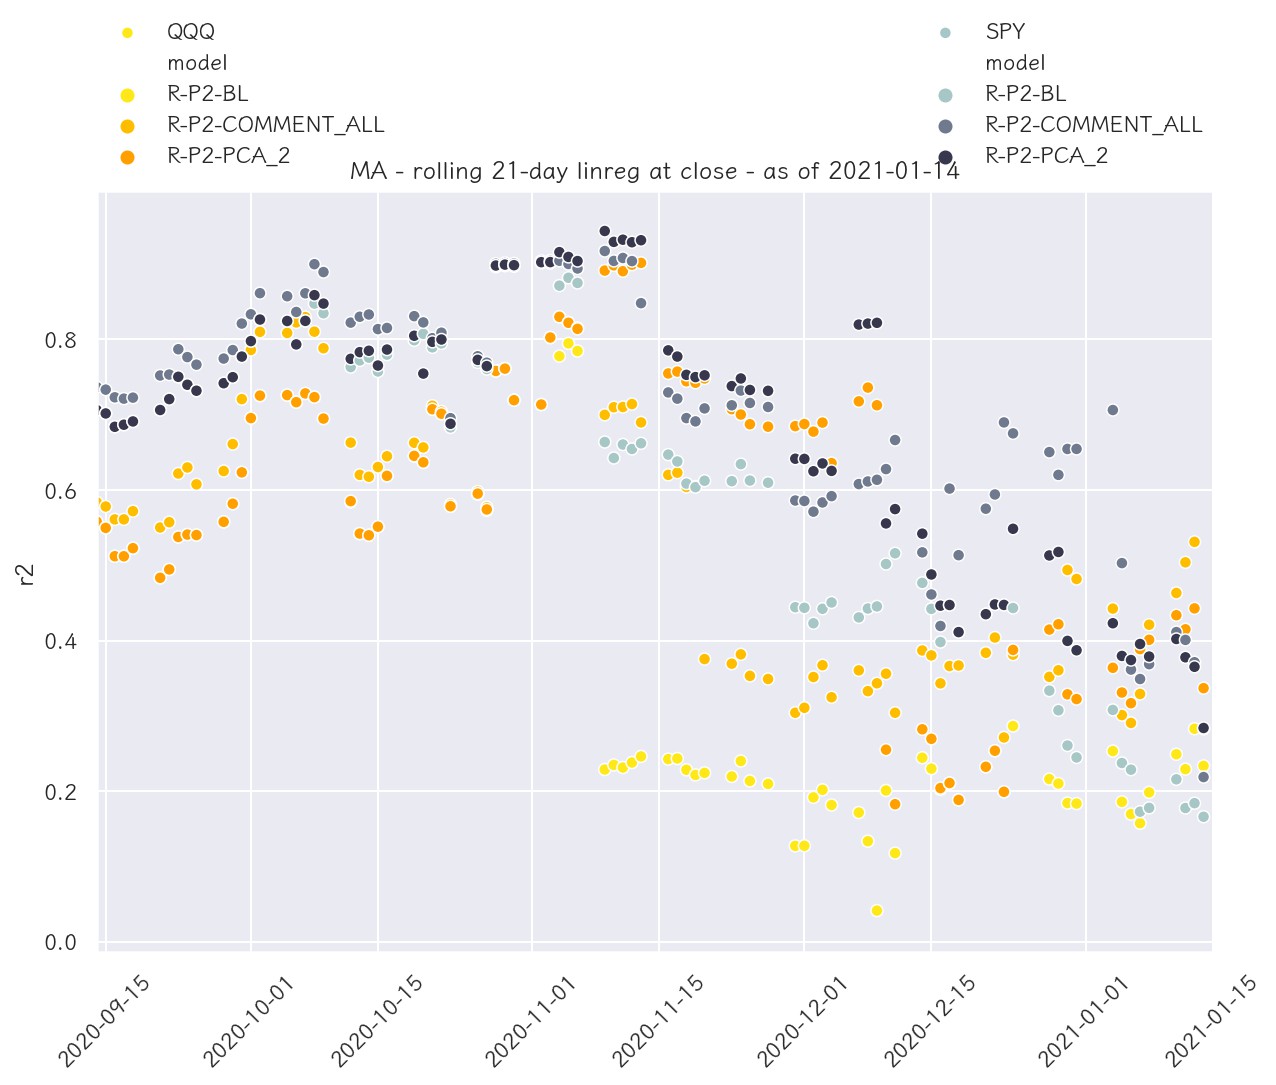 QQQ
model
R-P2-BL
R-P2-COMMENT_ALL
R-P2-PCA_2
SPY
model
R-P2-BL
R-P2-COMMENT_ALL
R-P2-PCA_2
MA - rolling 21-day linreg at close - as of 2021-01-14
r2
0.8
0.6
0.4
0.2
0.0
2020-09-15
2020-10-01
2020-10-15
2020-11-01
2020-11-15
2020-12-01
2020-12-15
2021-01-01
2021-01-15